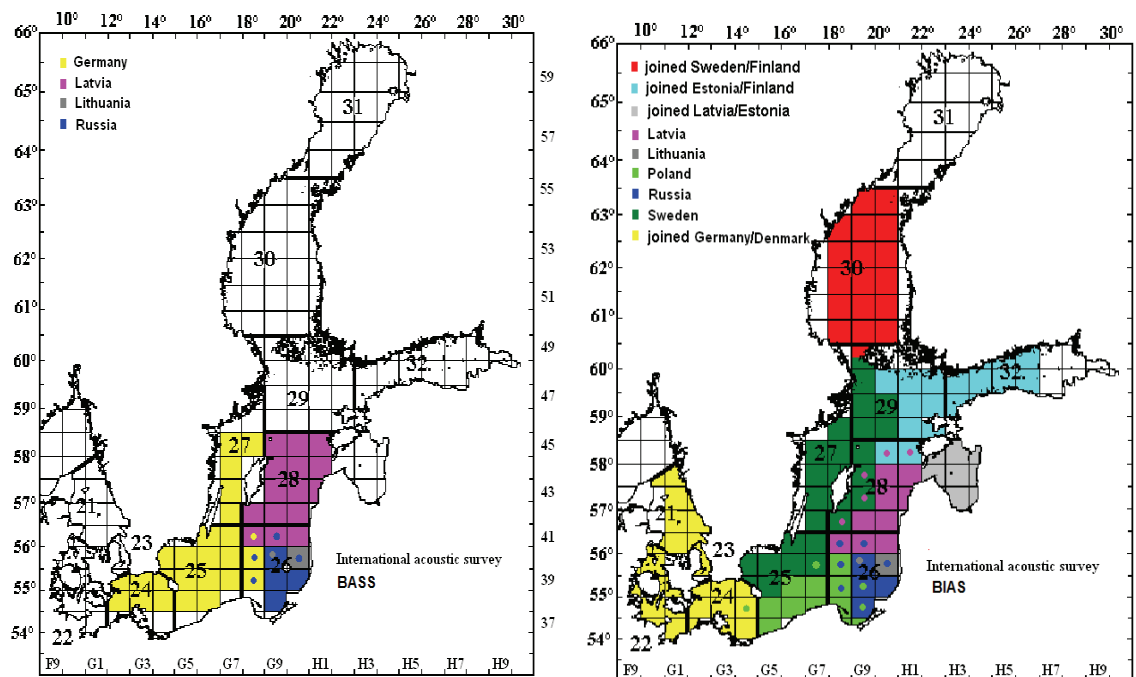 10° 12° 14° 16° 18° 20° 22° 24° 26° 28° 30°
66°
65°
64°
63°
62°
61°
60°
59°
58°
57°
56°
55°
54°
59
57
55
53
51
49
47
45
43
41
39
37
Germany
Latvia
Lithuania
Russia
31
30
32
29
27
28
21
23
26
25
24
22
International acoustic survey
BASS
F9 G1 G3 G5 G7 G9 H1 H3 H5 H7 H9
10° 12° 14° 16° 18° 20° 22° 24° 26° 28° 30°
66°
65°
64°
63°
62°
61°
60°
59°
58°
57°
56°
55°
54°
joined Sweden/Finland
joined Estonia/Finland
joined Latvia/Estonia
Latvia
Lithuania
Poland
Russia
Sweden
joined Germany/Denmark
31
30
32
29
27
28
21
23
26
25
24
22
International acoustic survey
BIAS
F9 G1 G3 G5 G7 G9 H1 H3 H5 H7 H9